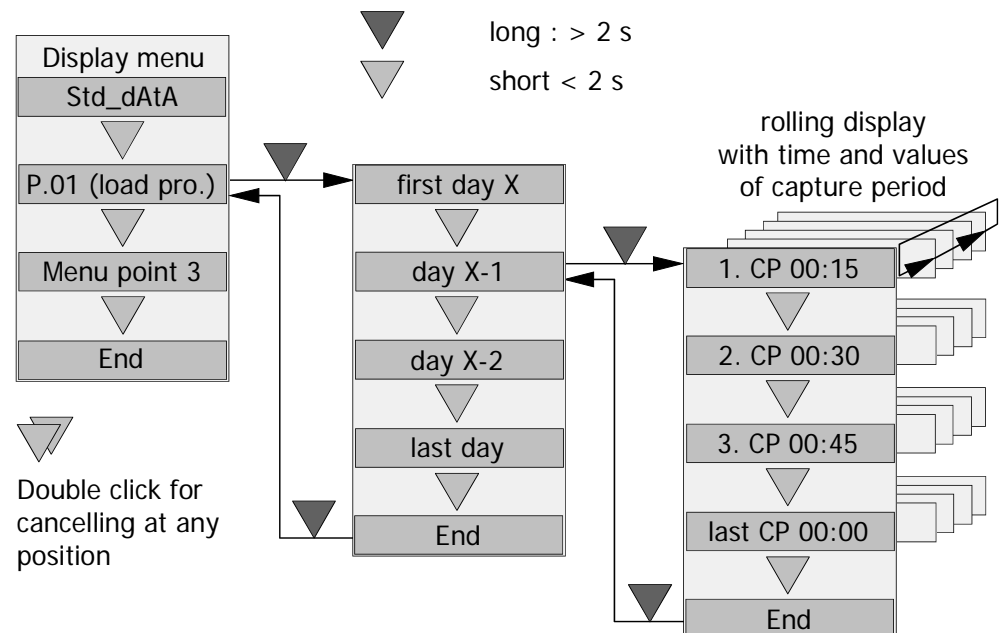 long : > 2 s
short < 2 s
Display menu
Std_dAtA
P.01 (load pro.)
Menu point 3
End
Double click for
cancelling at any
position
first day X
day X-1
day X-2
last day
End
rolling display
with time and values
of capture period
1. CP 00:15
2. CP 00:30
3. CP 00:45
last CP 00:00
End